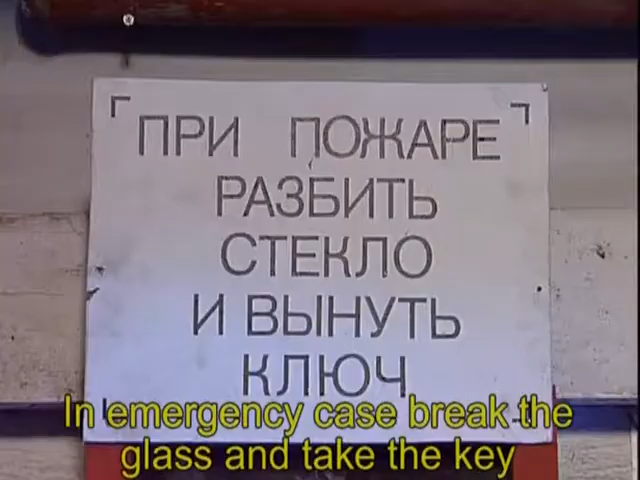 ПРИ ПОЖАРЕ
РАЗБИТЬ
СТЕКЛО
И ВЫНУТЬ
КЛЮЧ
In emergency case break the
glass and take the key